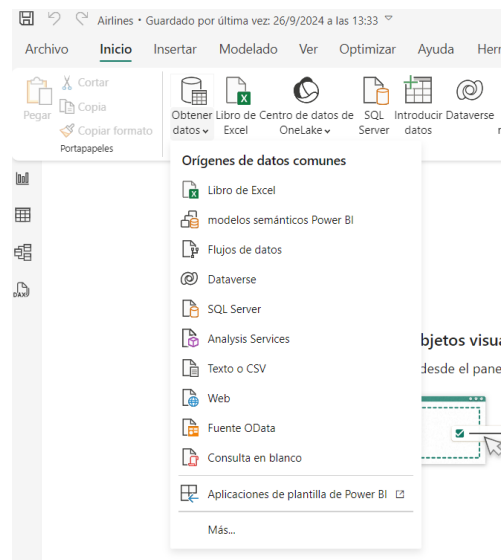 Airlines • Guardado por última vez: 26/9/2024 a las 13:33
Archivo Inicio Insertar Modelado Ver Optimizar Ayuda
Pegar
Cortar
Copia
Copiar formato
Portapapeles
Obtener datos
Libro de Excel
Centro de datos de OneLake
SQL Server
Introducir datos
Dataverse
Orígenes de datos comunes
Libro de Excel
modelos semánticos Power BI
Flujos de datos
Dataverse
SQL Server
Analysis Services
Texto o CSV
Web
Fuente OData
Consulta en blanco
Aplicaciones de plantilla de Power BI
Más...
DAX
desde el